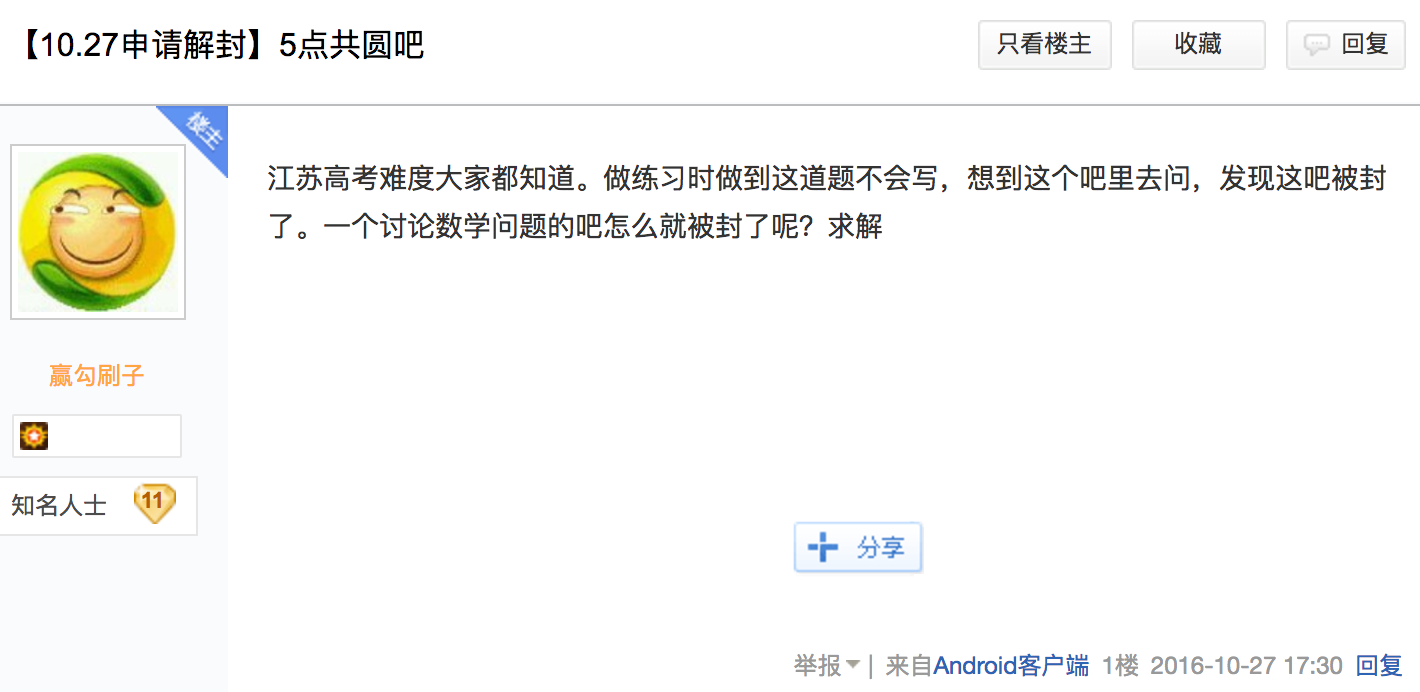 【10.27申请解封】5点共圆吧
只看楼主
收藏
回复
楼主
江苏高考难度大家都知道。做练习时做到这道题不会写，想到这个吧里去问，发现这吧被封
了。一个讨论数学问题的吧怎么就被封了呢？求解
赢勾刷子
知名人士 11
分享
举报 | 来自Android客户端 1楼 2016-10-27 17:30 回复